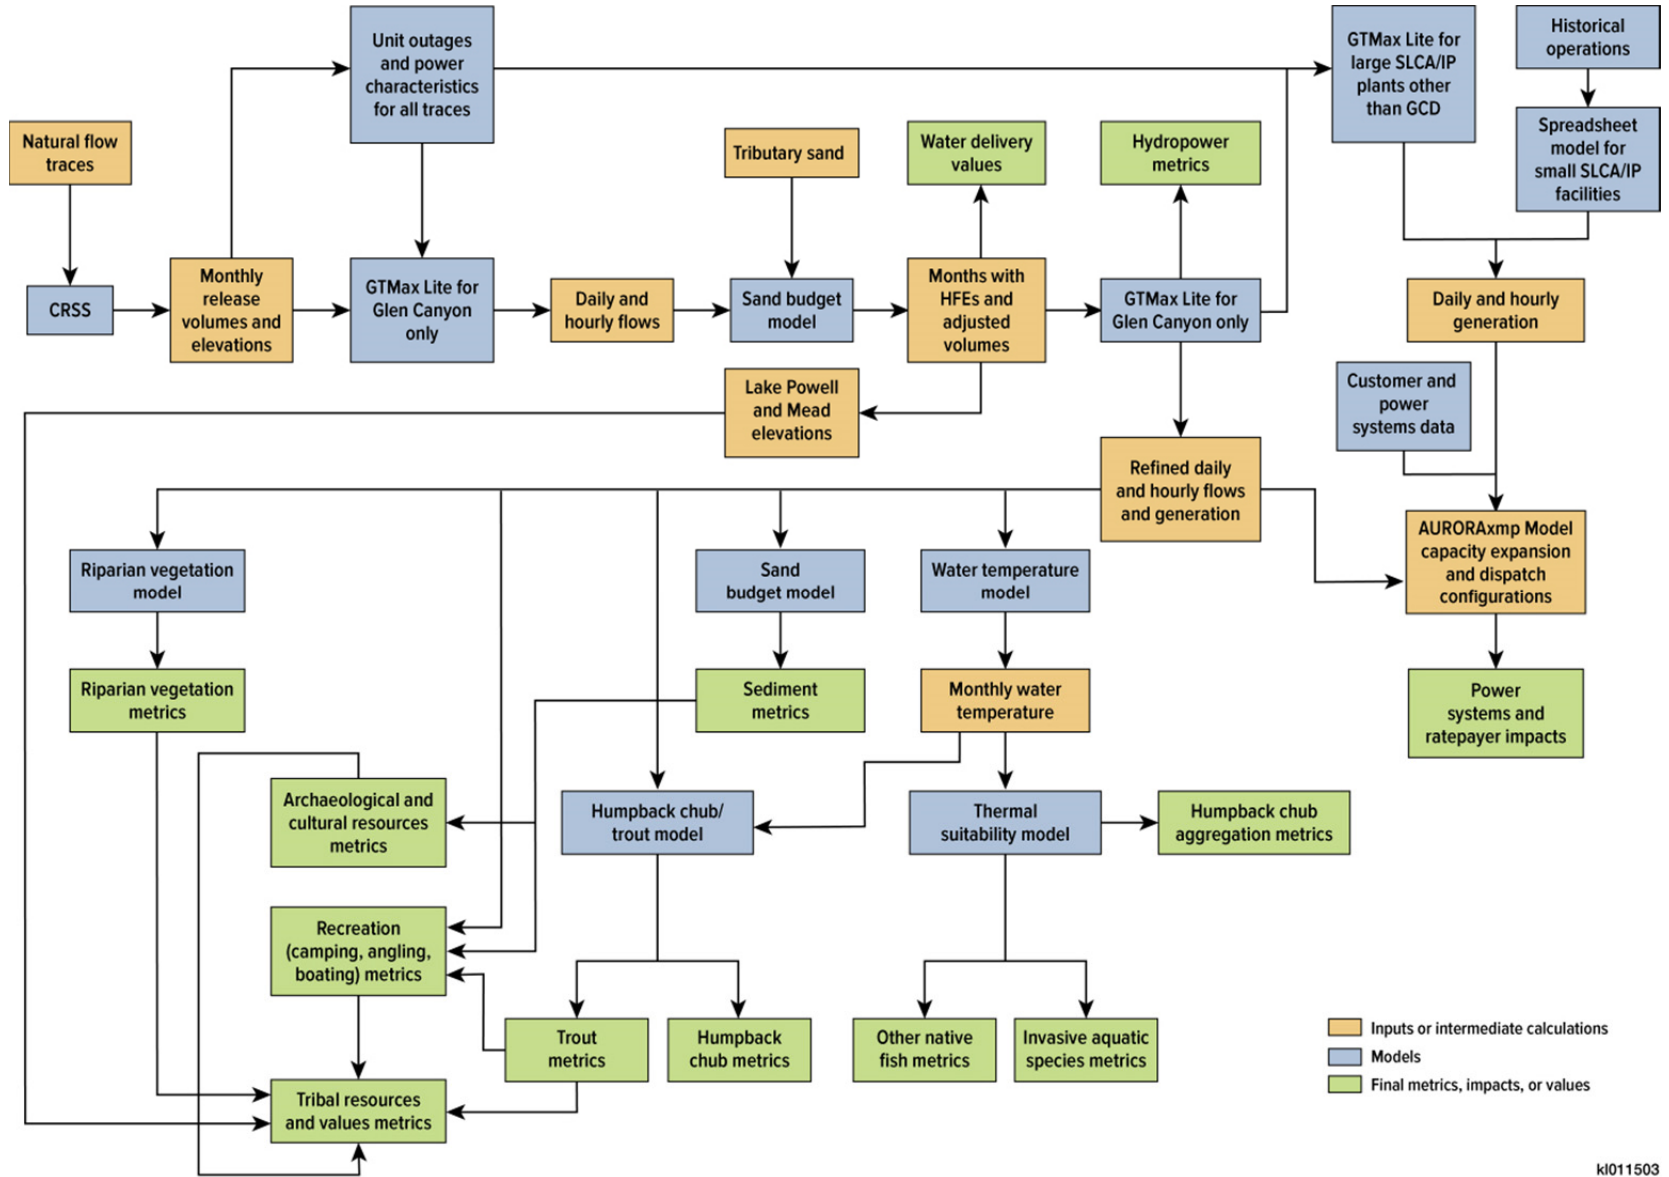 Unit outages
and power
characteristics
for all traces
GTMax Lite for
large SLCA/IP
plants other
than GCD
Historical
operations
Natural flow
traces
Tributary sand
Water delivery
values
Hydropower
metrics
Spreadsheet
model for
small SLCA/IP
facilities
CRSS
Monthly
release
volumes and
elevations
GTMax Lite for
Glen Canyon
only
Daily and
hourly flows
Sand budget
model
Months with
HFEs and
adjusted
volumes
GTMax Lite for
Glen Canyon only
Daily and hourly
generation
Lake Powell
and Mead
elevations
Customer and
power
systems data
Refined daily
and hourly flows
and generation
AURORAxmp Model
capacity expansion
and dispatch
configurations
Riparian vegetation
model
Sand
budget model
Water temperature
model
Riparian vegetation
metrics
Sediment
metrics
Monthly water
temperature
Power
systems and
ratepayer impacts
Archaeological and
cultural resources
metrics
Humpback chub/
trout model
Thermal
suitability model
Humpback chub
aggregation metrics
Recreation
(camping, angling,
boating) metrics
Trout
metrics
Humpback
chub metrics
Other native
fish metrics
Invasive aquatic
species metrics
Tribal resources
and values metrics
Inputs or intermediate calculations
Models
Final metrics, impacts, or values
kl011503